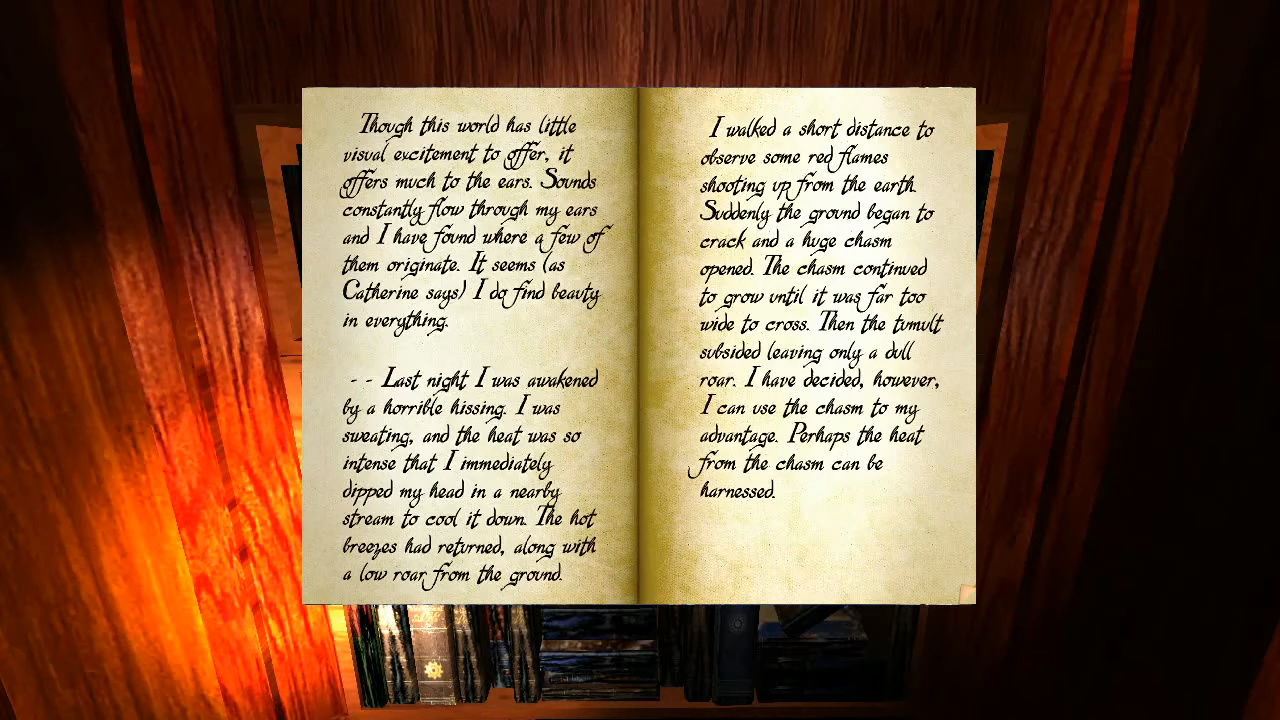 Though this world has little
visual excitement to offer, it
offers much to the ears. Sounds
constantly flow through my ears
and I have found where a few of
them originate. It seems (as
Catherine says) I do find beauty
in everything.
- - Last night I was awakened
by a horrible hissing. I was
sweating, and the heat was so
intense that I immediately
dipped my head in a nearby
stream to cool it down. The hot
breezes had returned, along with
a low roar from the ground.
I walked a short distance to
observe some red flames
shooting up from the earth.
Suddenly the ground began to
crack and a huge chasm
opened. The chasm continued
to grow until it was far too
wide to cross. Then the tumult
subsided leaving only a dull
roar. I have decided, however,
I can use the chasm to my
advantage. Perhaps the heat
from the chasm can be
harnessed.